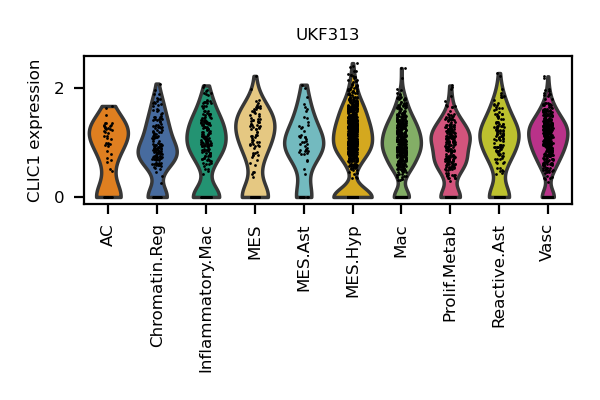 UKF313
CLIC1 expression
2
0
AC
Chromatin.Reg
Inflammatory.Mac
MES
MES.Ast
MES.Hyp
Mac
Prolif.Metab
Reactive.Ast
Vasc